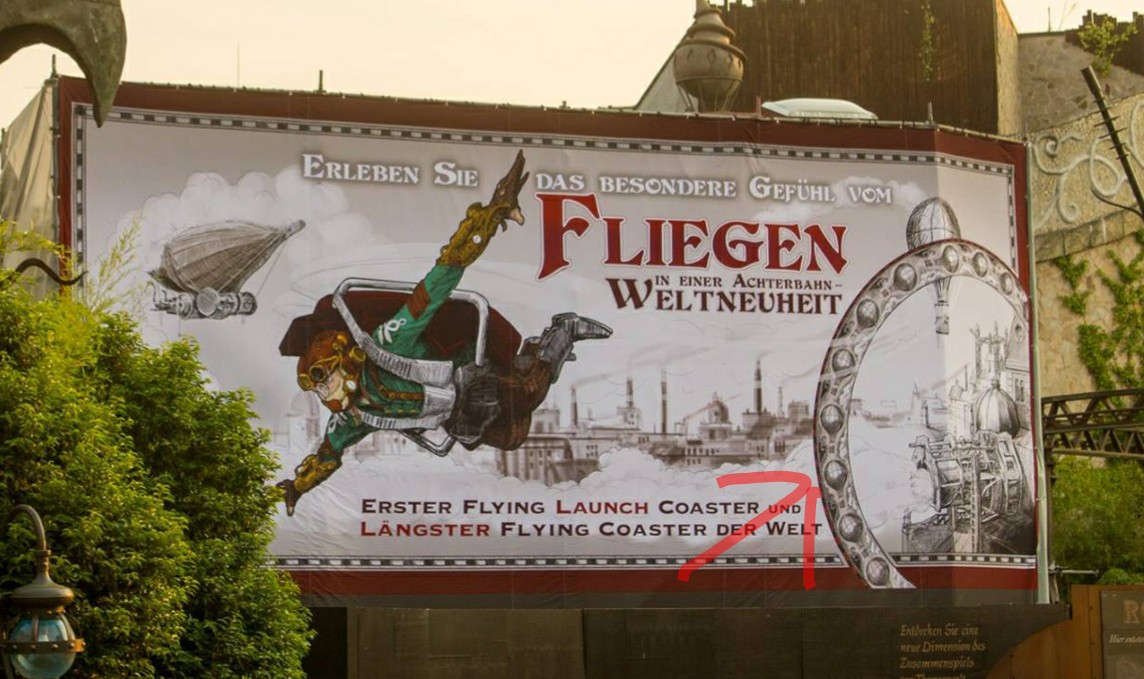 ERLEBEN SIE DAS BESONDERE GEFÜHL VOM
FLIEGEN
IN EINER ACHTERBAHN-
WELTNEUHEIT
ERSTER FLYING LAUNCH COASTER UND
LÄNGSTER FLYING COASTER DER WELT
Entdecken Sie eine
neue Dimension des
Zusammenspiels